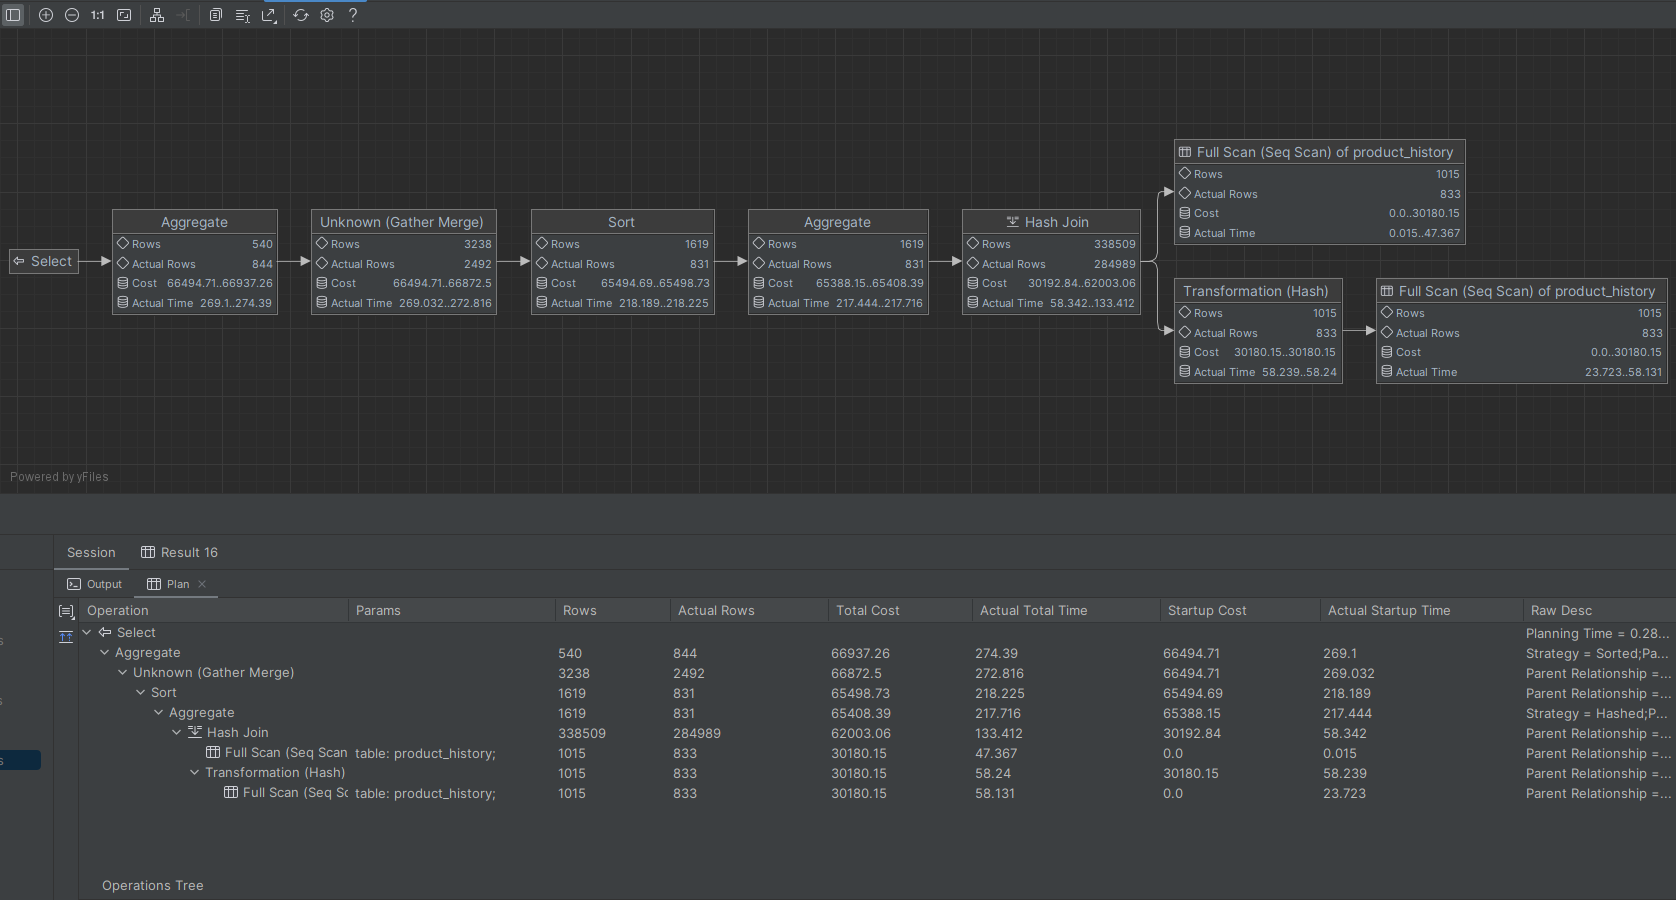 1:1
?
Full Scan (Seq Scan) of product_history
Rows 1015
Actual Rows 833
Cost 0.0..30180.15
Actual Time 0.015..47.367
Select
Aggregate
Rows 540
Actual Rows 844
Cost 66494.71..66937.26
Actual Time 269.1..274.39
Unknown (Gather Merge)
Rows 3238
Actual Rows 2492
Cost 66494.71..66872.5
Actual Time 269.032..272.816
Sort
Rows 1619
Actual Rows 831
Cost 65494.69..65498.73
Actual Time 218.189..218.225
Aggregate
Rows 1619
Actual Rows 831
Cost 65388.15..65408.39
Actual Time 217.444..217.716
Hash Join
Rows 338509
Actual Rows 284989
Cost 30192.84..62003.06
Actual Time 58.342..133.412
Transformation (Hash)
Rows 1015
Actual Rows 833
Cost 30180.15..30180.15
Actual Time 58.239..58.24
Full Scan (Seq Scan) of product_history
Rows 1015
Actual Rows 833
Cost 0.0..30180.15
Actual Time 23.723..58.131
Powered by yFiles
Session Result 16
Output Plan
Operation Params Rows Actual Rows Total Cost Actual Total Time Startup Cost Actual Startup Time Raw Desc
Select Planning Time = 0.28...
Aggregate 540 844 66937.26 274.39 66494.71 269.1 Strategy = Sorted;Pa...
Unknown (Gather Merge) 3238 2492 66872.5 272.816 66494.71 269.032 Parent Relationship =...
Sort 1619 831 65498.73 218.225 65494.69 218.189 Parent Relationship =...
Aggregate 1619 831 65408.39 217.716 65388.15 217.444 Strategy = Hashed;P...
Hash Join 338509 284989 62003.06 133.412 30192.84 58.342 Parent Relationship =...
Full Scan (Seq Scan table: product_history; 1015 833 30180.15 47.367 0.0 0.015 Parent Relationship =...
Transformation (Hash) 1015 833 30180.15 58.24 30180.15 58.239 Parent Relationship =...
Full Scan (Seq Sc table: product_history; 1015 833 30180.15 58.131 0.0 23.723 Parent Relationship =...
Operations Tree